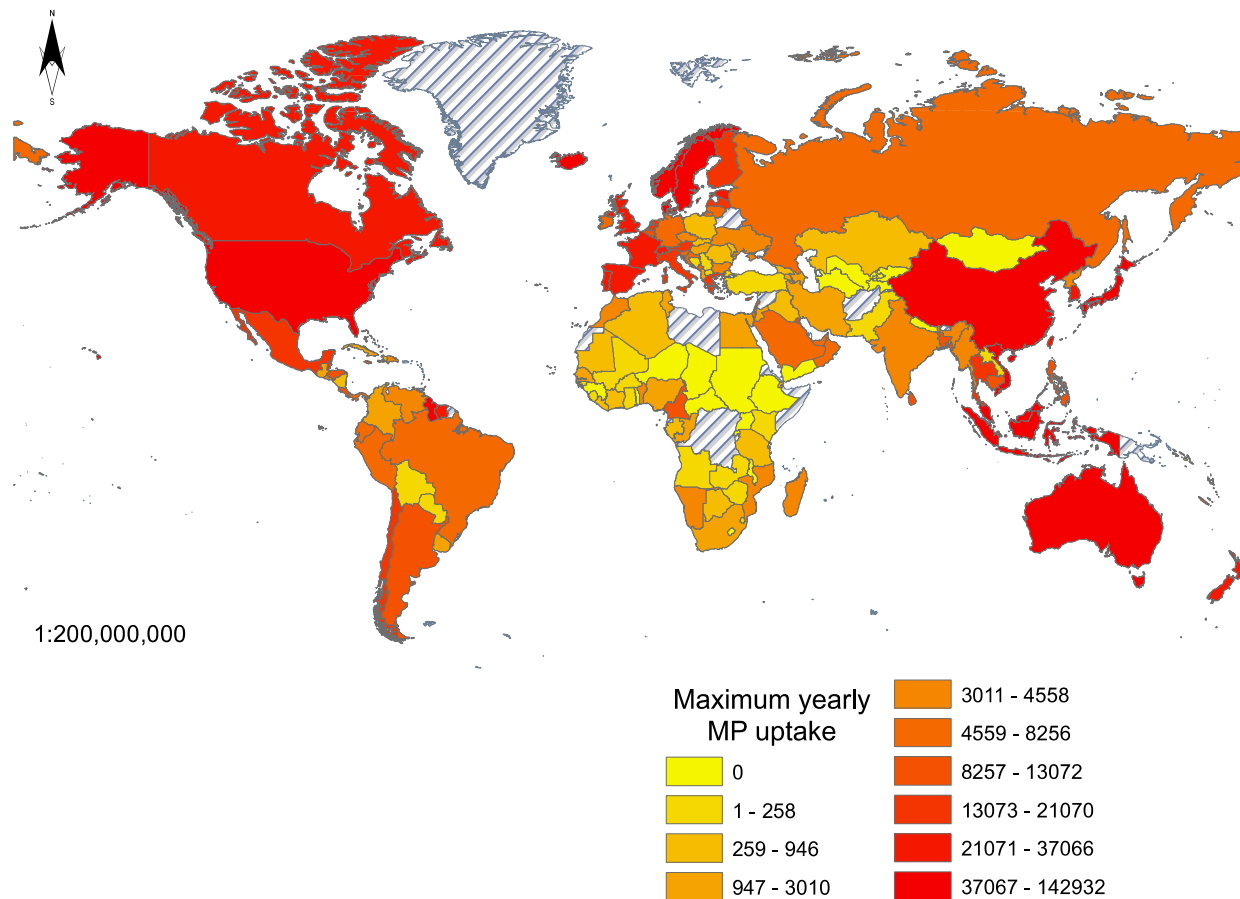 N
S
1:200,000,000
Maximum yearly
MP uptake
0
1 - 258
259 - 946
947 - 3010
3011 - 4558
4559 - 8256
8257 - 13072
13073 - 21070
21071 - 37066
37067 - 142932